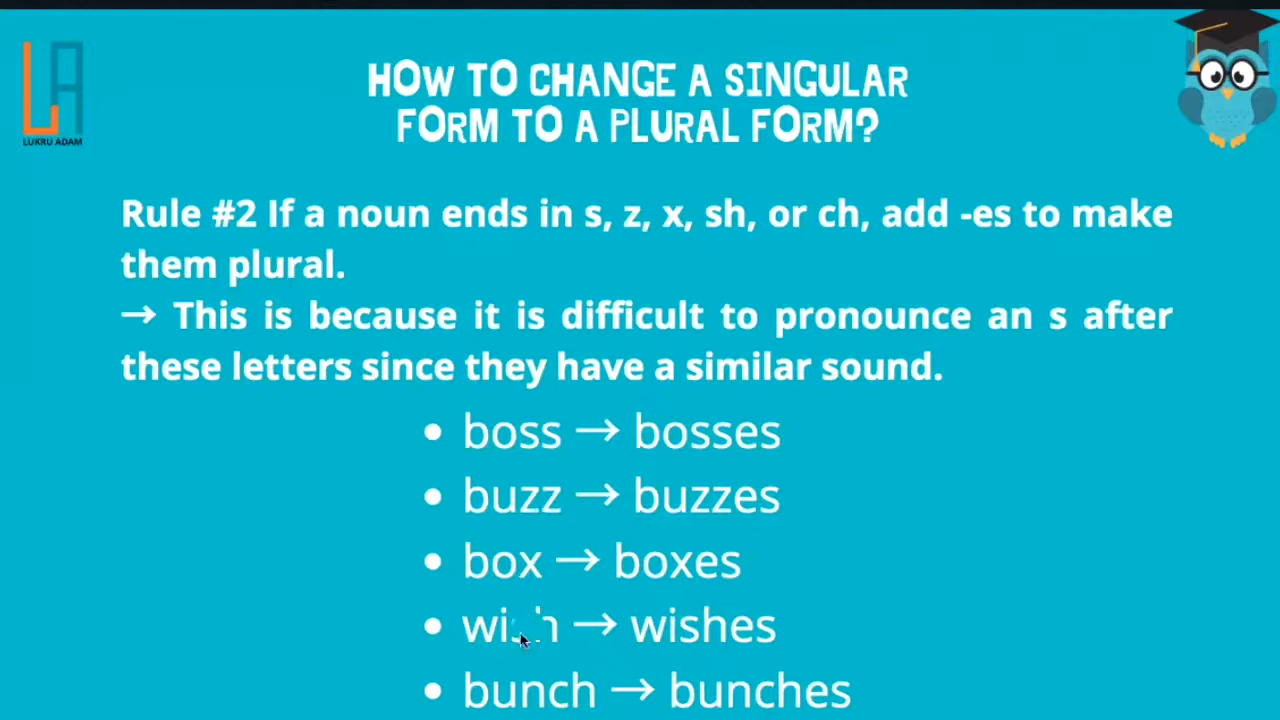 LUKRU ADAM
HOW TO CHANGE A SINGULAR
FORM TO A PLURAL FORM?
Rule #2 If a noun ends in s, z, x, sh, or ch, add -es to make
them plural.
→ This is because it is difficult to pronounce an s after
these letters since they have a similar sound.
• boss → bosses
• buzz → buzzes
• box → boxes
• wish → wishes
• bunch → bunches